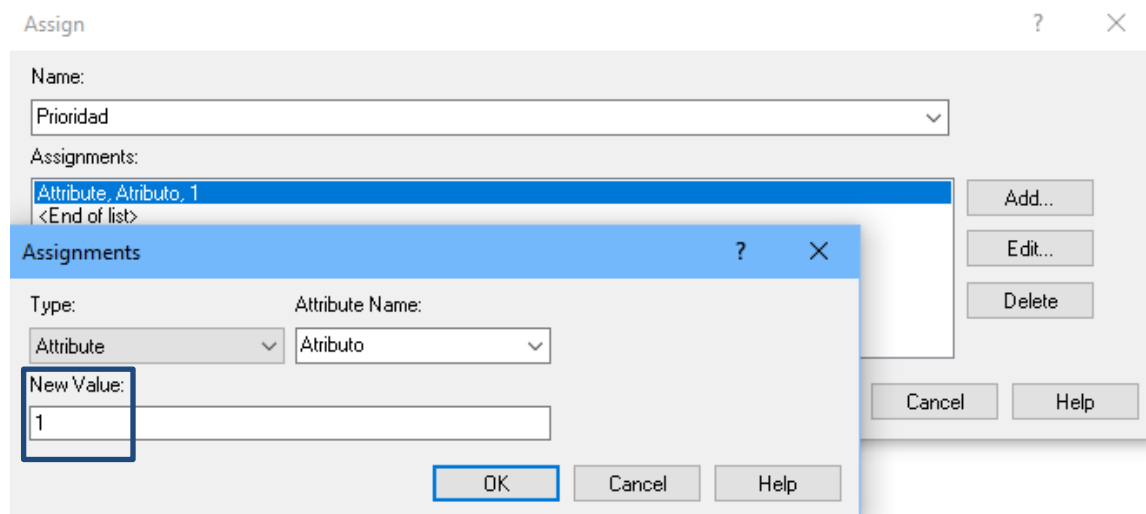 Assign ?
Name:
Prioridad
Assignments:
Attribute, Atributo, 1
<End of list>
Add...
Edit...
Delete
Cancel Help
Assignments ?
Type: Attribute Name:
Attribute Atributo
New Value:
1
OK Cancel Help